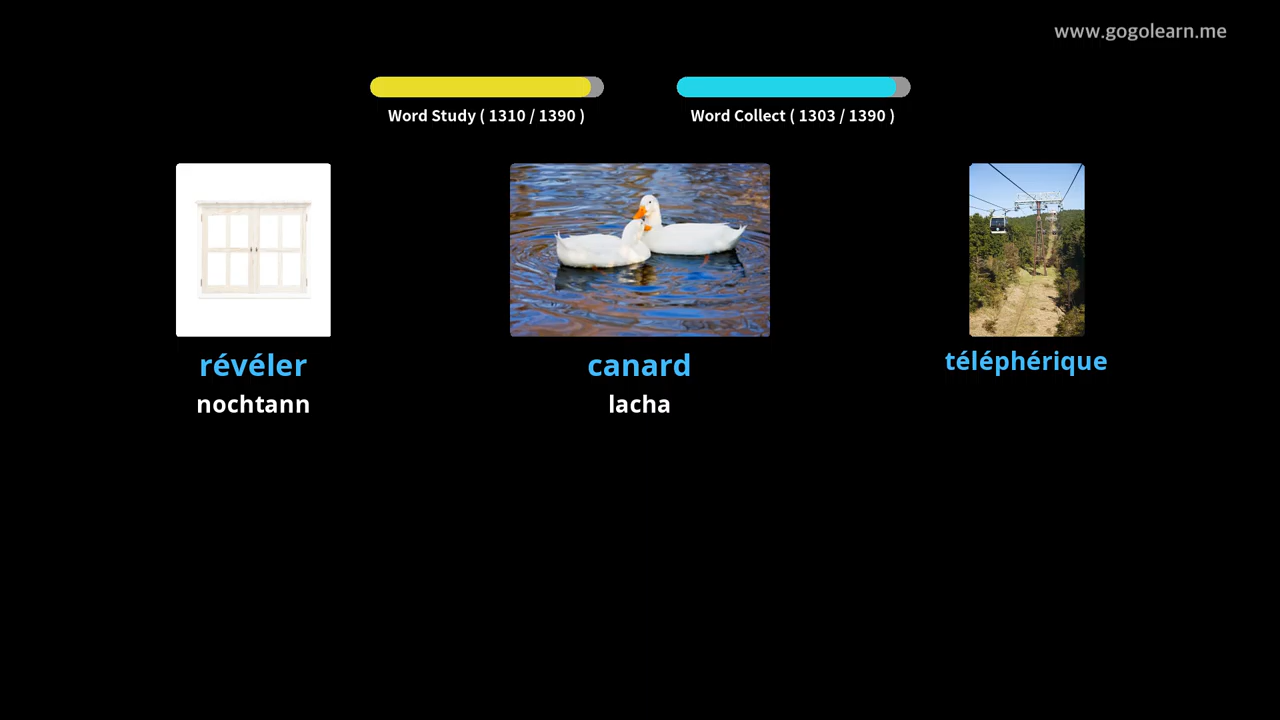 www.gogolearn.me
Word Study ( 1310 / 1390 )
Word Collect ( 1303 / 1390 )
révéler
canard
téléphérique
nochtann
lacha